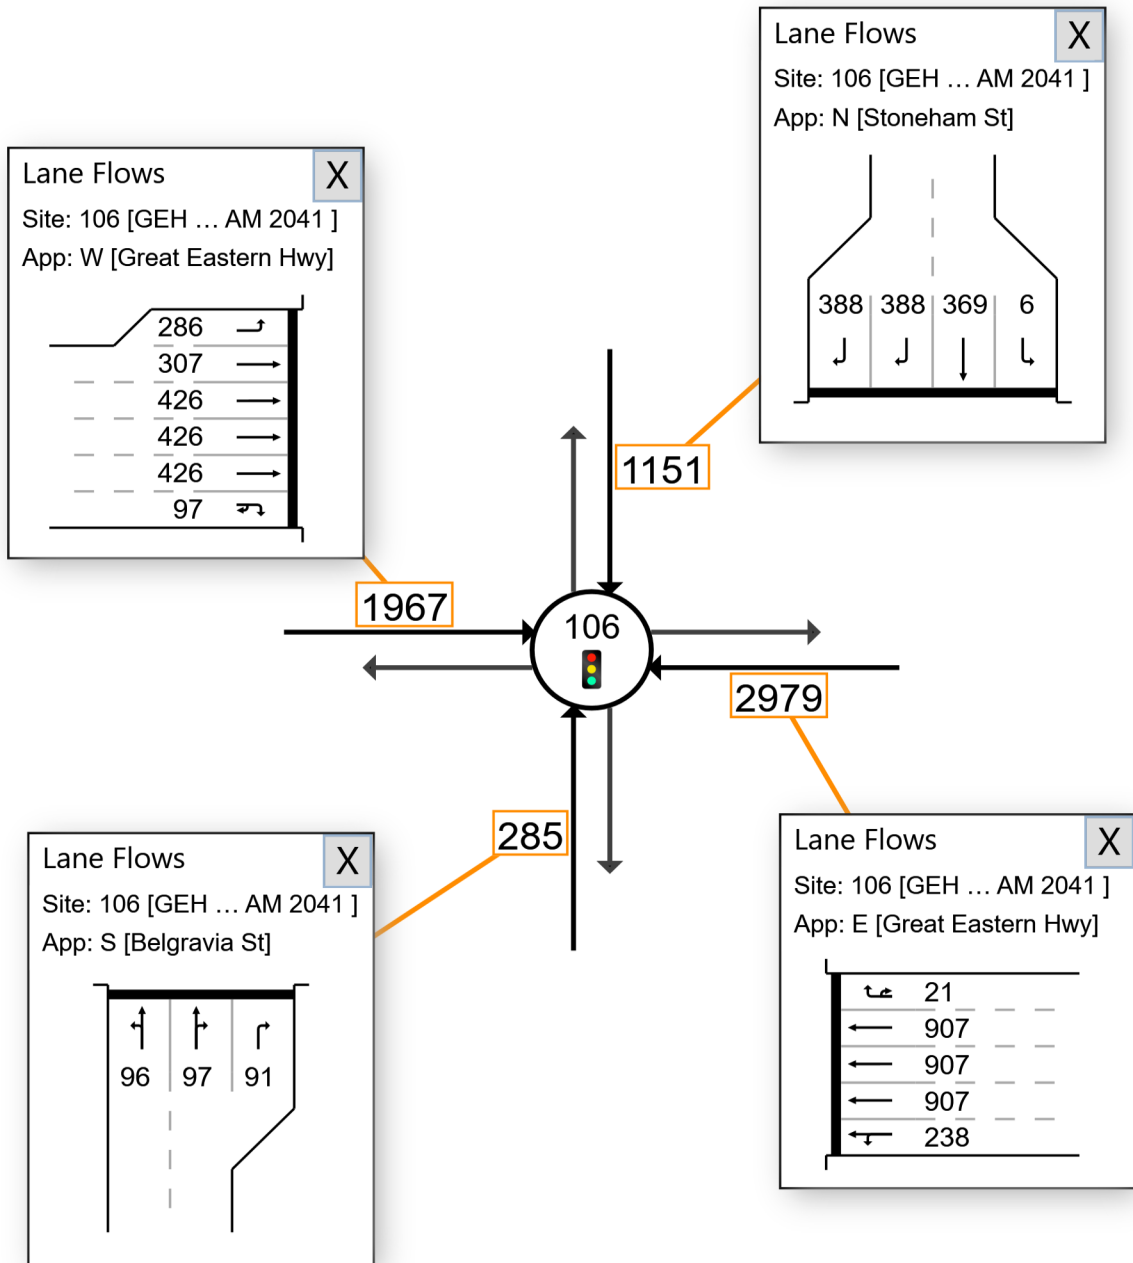 Lane Flows
X
Site: 106 [GEH ... AM 2041 ]
App: N [Stoneham St]
388 388 369 6
Lane Flows
X
Site: 106 [GEH ... AM 2041 ]
App: W [Great Eastern Hwy]
286
307
426
426
426
97
1151
1967
106
2979
285
Lane Flows
X
Site: 106 [GEH ... AM 2041 ]
App: S [Belgravia St]
96 97 91
Lane Flows
X
Site: 106 [GEH ... AM 2041 ]
App: E [Great Eastern Hwy]
21
907
907
907
238